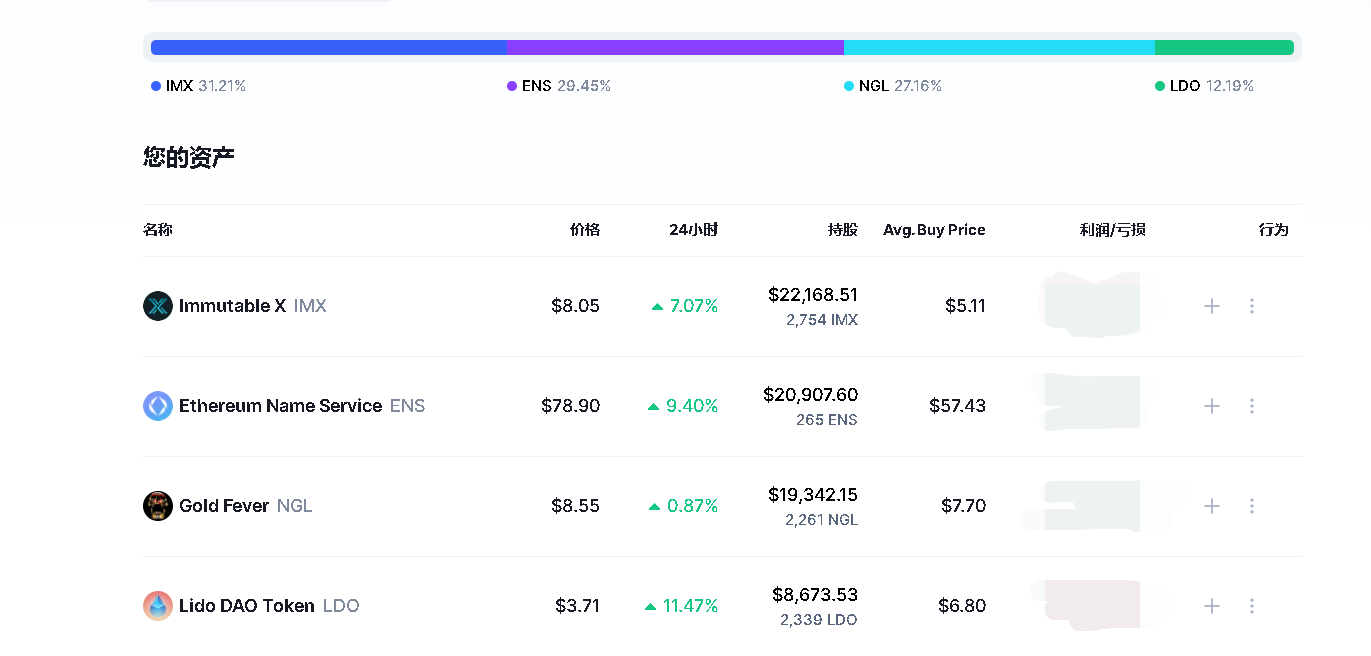 IMX 31.21% ENS 29.45% NGL 27.16% LDO 12.19%
您的资产
名称 价格 24小时 持股 Avg. Buy Price 利润/亏损 行为
Immutable X IMX $8.05 7.07% $22,168.51 $5.11
2,754 IMX
Ethereum Name Service ENS $78.90 9.40% $20,907.60 $57.43
265 ENS
Gold Fever NGL $8.55 0.87% $19,342.15 $7.70
2,261 NGL
Lido DAO Token LDO $3.71 11.47% $8,673.53 $6.80
2,339 LDO